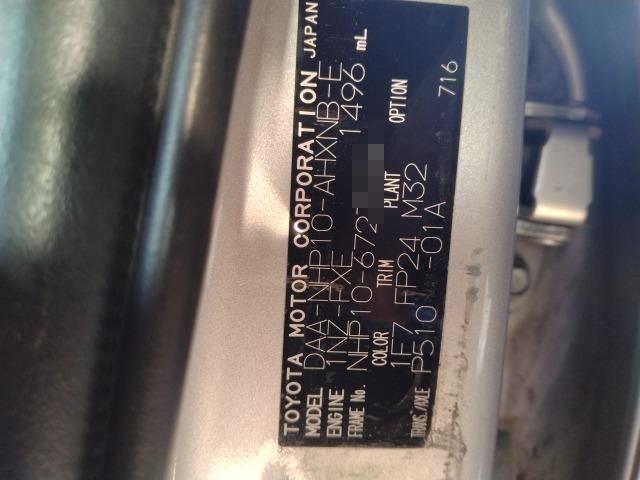 TOYOTA MOTOR CORPORATION JAPAN
MODEL DAA-NHP10-AHXNB-E
ENGINE 1NZ-FXE 1496 mL
FRAME No. NHP10-672
COLOR TRIM PLANT OPTION
1F7 FP24 M32
TRANS./AXLE P510 -01A
716